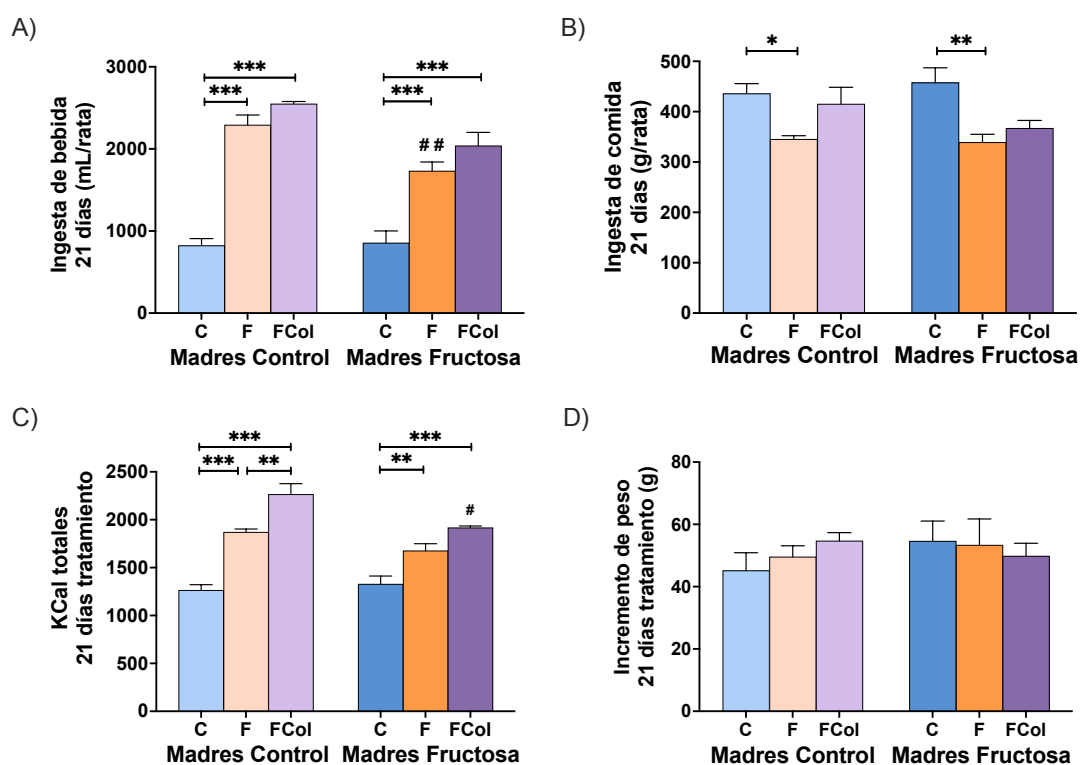 A)
Ingesta de bebida
21 días (mL/rata)
3000
2000
1000
0
***
***
***
***
# #
C F FCol C F FCol
Madres Control Madres Fructosa
B)
Ingesta de comida
21 días (g/rata)
500
400
300
200
100
0
*
**
C F FCol C F FCol
Madres Control Madres Fructosa
C)
KCal totales
21 días tratamiento
2500
2000
1500
1000
500
0
***
*** **
***
**
#
C F FCol C F FCol
Madres Control Madres Fructosa
D)
Incremento de peso
21 días tratamiento (g)
80
60
40
20
0
C F FCol C F FCol
Madres Control Madres Fructosa